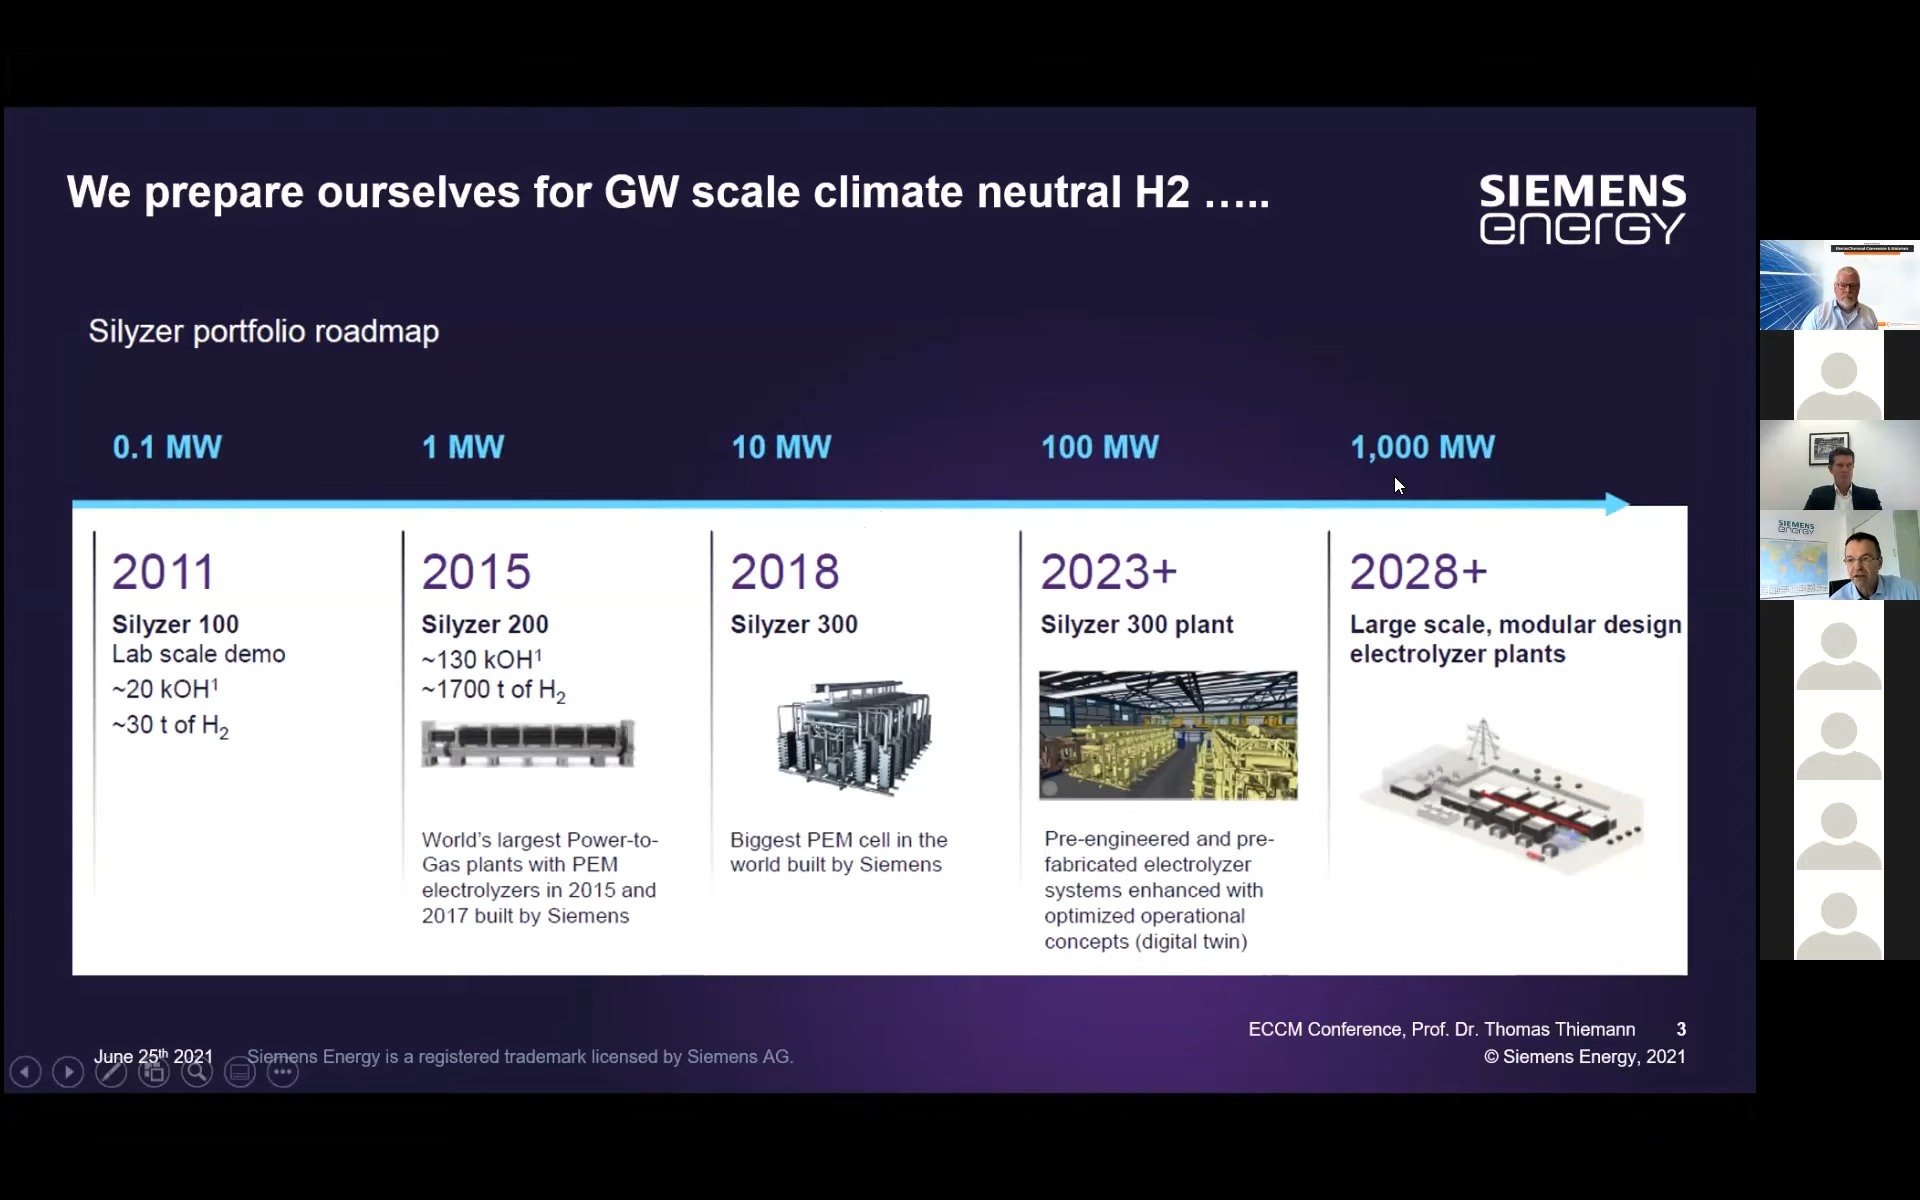 We prepare ourselves for GW scale climate neutral H2 …..
SIEMENS
energy
Silyzer portfolio roadmap
0.1 MW
1 MW
10 MW
100 MW
1,000 MW
2011
Silyzer 100
Lab scale demo
~20 kOH¹
~30 t of H₂
2015
Silyzer 200
~130 kOH¹
~1700 t of H₂
World's largest Power-to-
Gas plants with PEM
electrolyzers in 2015 and
2017 built by Siemens
2018
Silyzer 300
Biggest PEM cell in the
world built by Siemens
2023+
Silyzer 300 plant
Pre-engineered and pre-
fabricated electrolyzer
systems enhanced with
optimized operational
concepts (digital twin)
2028+
Large scale, modular design
electrolyzer plants
ECCM Conference, Prof. Dr. Thomas Thiemann 3
June 25th 2021 Siemens Energy is a registered trademark licensed by Siemens AG.
© Siemens Energy, 2021
ElectroChemical Conversion & Materials
SIEMENS
energy